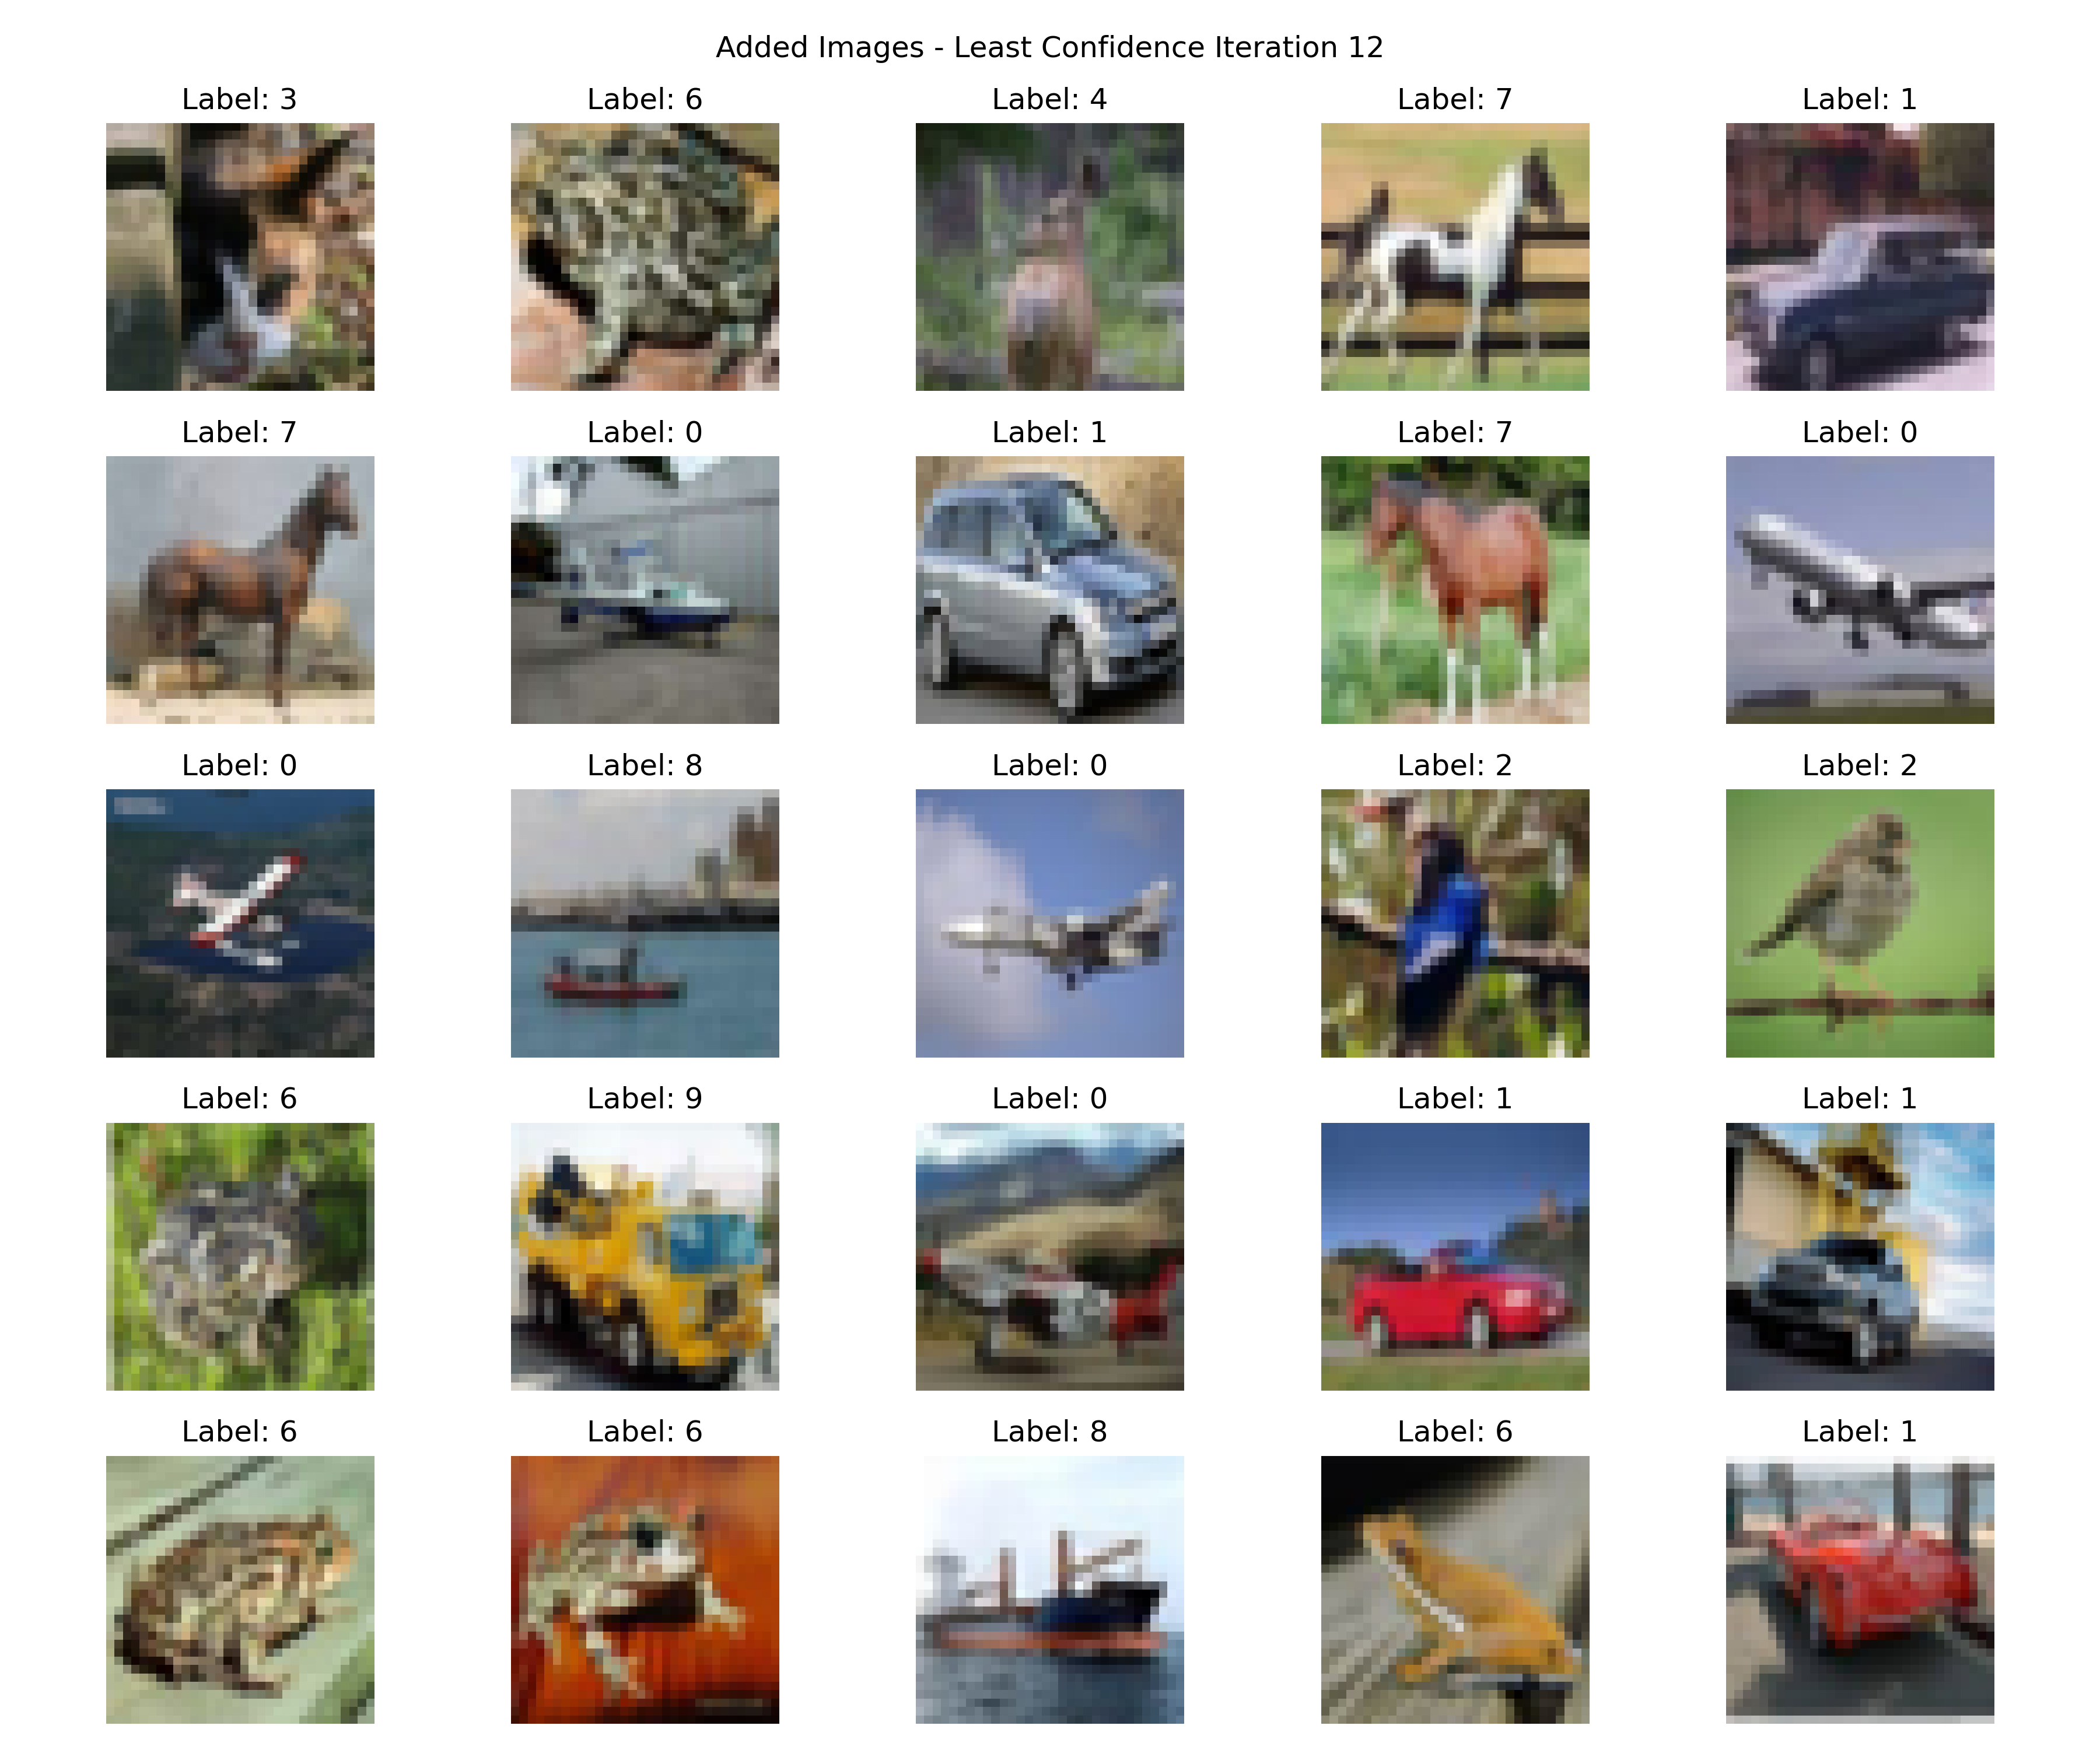 Added Images - Least Confidence Iteration 12
Label: 3 Label: 6 Label: 4 Label: 7 Label: 1
Label: 7 Label: 0 Label: 1 Label: 7 Label: 0
Label: 0 Label: 8 Label: 0 Label: 2 Label: 2
Label: 6 Label: 9 Label: 0 Label: 1 Label: 1
Label: 6 Label: 6 Label: 8 Label: 6 Label: 1